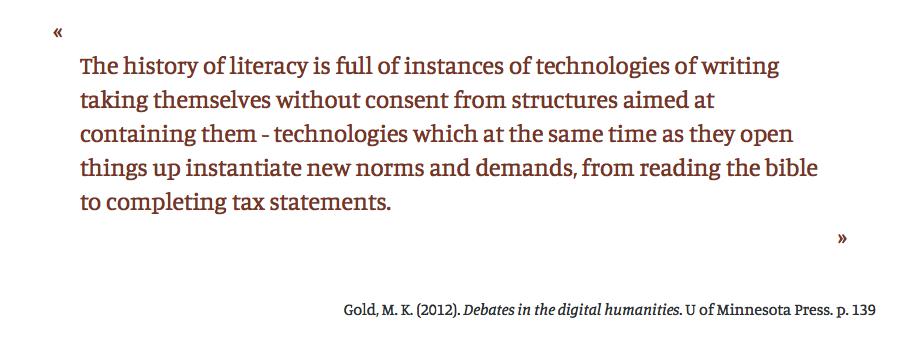 «
The history of literacy is full of instances of technologies of writing
taking themselves without consent from structures aimed at
containing them - technologies which at the same time as they open
things up instantiate new norms and demands, from reading the bible
to completing tax statements.
»
Gold, M. K. (2012). Debates in the digital humanities. U of Minnesota Press. p. 139